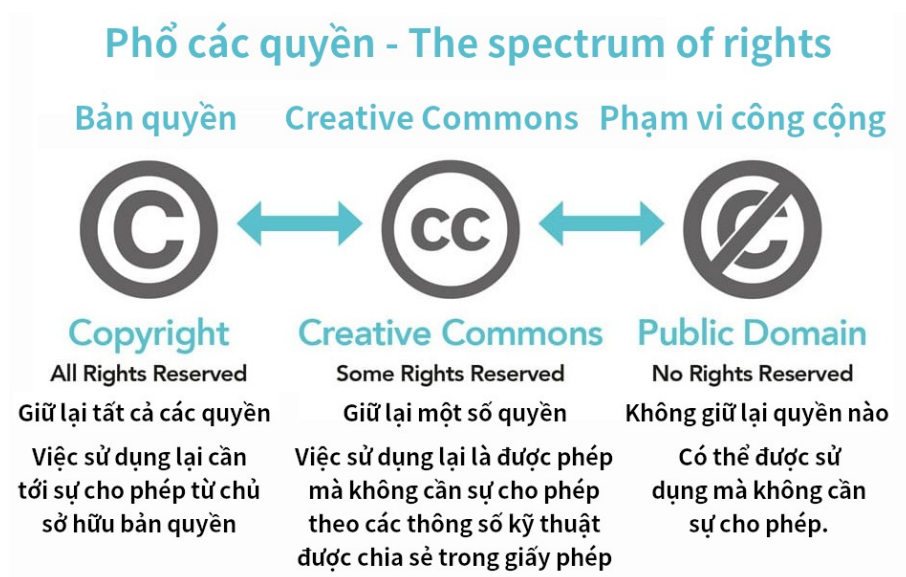 Phổ các quyền - The spectrum of rights
Bản quyền
Creative Commons
Phạm vi công cộng
C
CC
C
Copyright
All Rights Reserved
Giữ lại tất cả các quyền
Việc sử dụng lại cần
tới sự cho phép từ chủ
sở hữu bản quyền
Creative Commons
Some Rights Reserved
Giữ lại một số quyền
Việc sử dụng lại là được phép
mà không cần sự cho phép
theo các thông số kỹ thuật
được chia sẻ trong giấy phép
Public Domain
No Rights Reserved
Không giữ lại quyền nào
Có thể được sử
dụng mà không cần
sự cho phép.